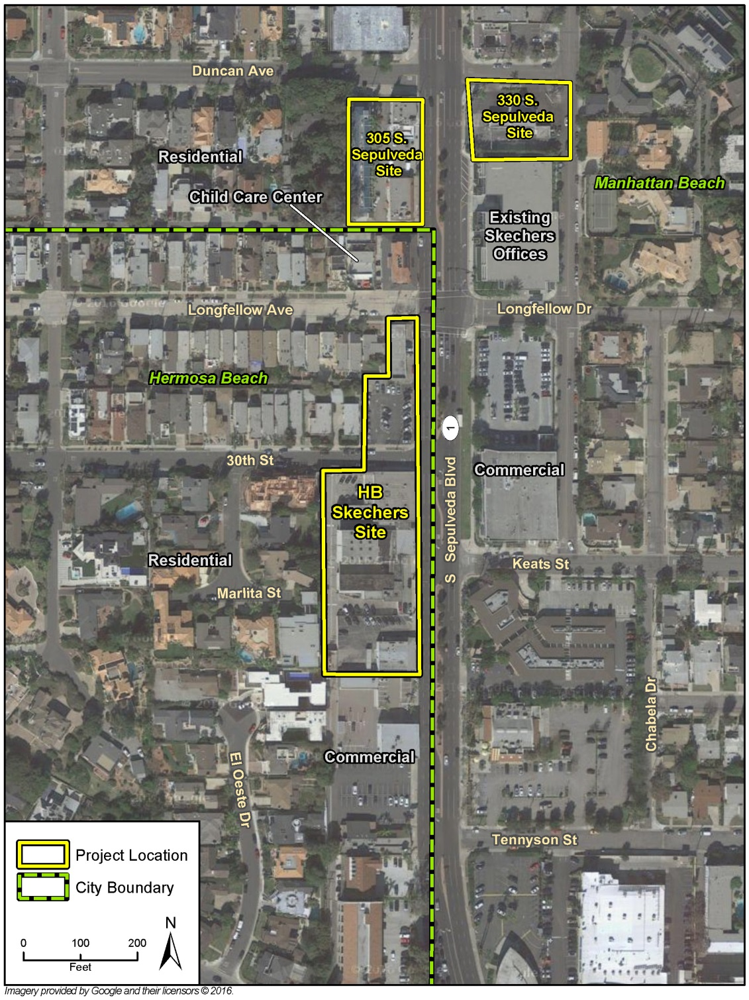 Duncan Ave
330 S.
Sepulveda
Site
305 S.
Sepulveda
Site
Residential
Manhattan Beach
Child Care Center
Existing
Skechers
Offices
Longfellow Ave
Longfellow Dr
Hermosa Beach
1
30th St
S Sepulveda Blvd
Commercial
HB
Skechers
Site
Residential
Keats St
Marlita St
Chabela Dr
Commercial
El Oeste Dr
Tennyson St
Project Location
City Boundary
N
0 100 200
Feet
Imagery provided by Google and their licensors © 2016.